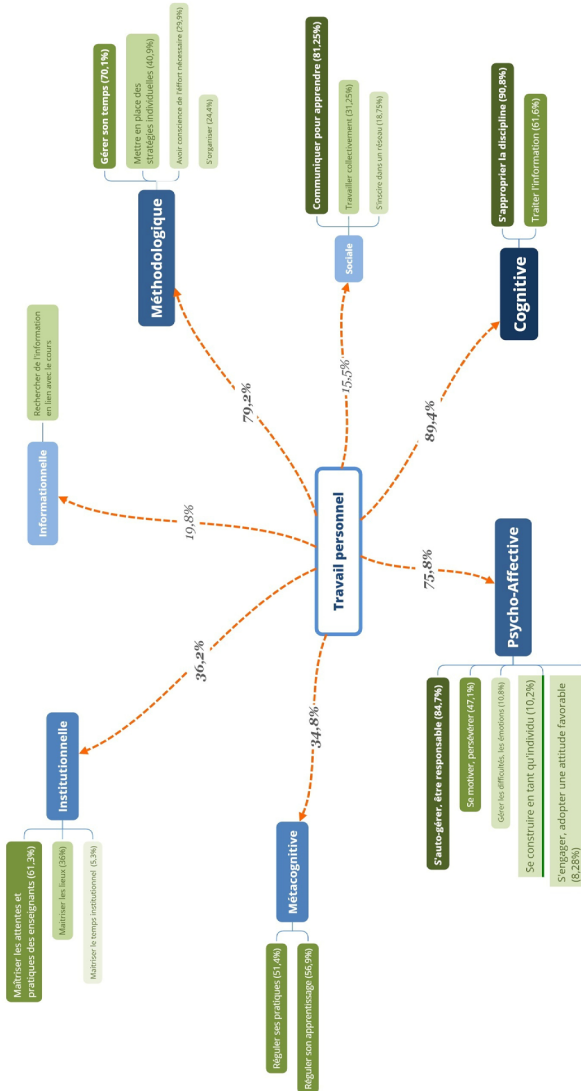 Travail personnel
36,2%
Institutionnelle
Maîtriser les attentes et
pratiques des enseignants (61,3%)
Maitriser les lieux (36%)
Maitriser le temps institutionnel (5,3%)
19,8%
Informationnelle
Rechercher de l'information
en lien avec le cours
79,2%
Méthodologique
Gérer son temps (70,1%)
Mettre en place des
stratégies individuelles (40,9%)
Avoir conscience de l'effort nécessaire (29,9%)
S'organiser (24,4%)
15,5%
Sociale
Communiquer pour apprendre (81,25%)
Travailler collectivement (31,25%)
S'inscire dans un réseau (18,75%)
89,4%
Cognitive
S'approprier la discipline (90,8%)
Traiter l'information (61,6%)
75,8%
Psycho-Affective
S'auto-gérer, être responsable (84,7%)
Se motiver, persévérer (47,1%)
Gérer les difficultés, les émotions (10,8%)
Se construire en tant qu'individu (10,2%)
S'engager, adopter une attitude favorable
(8,28%)
34,8%
Métacognitive
Réguler ses pratiques (51,4%)
Réguler son apprentissage (56,9%)